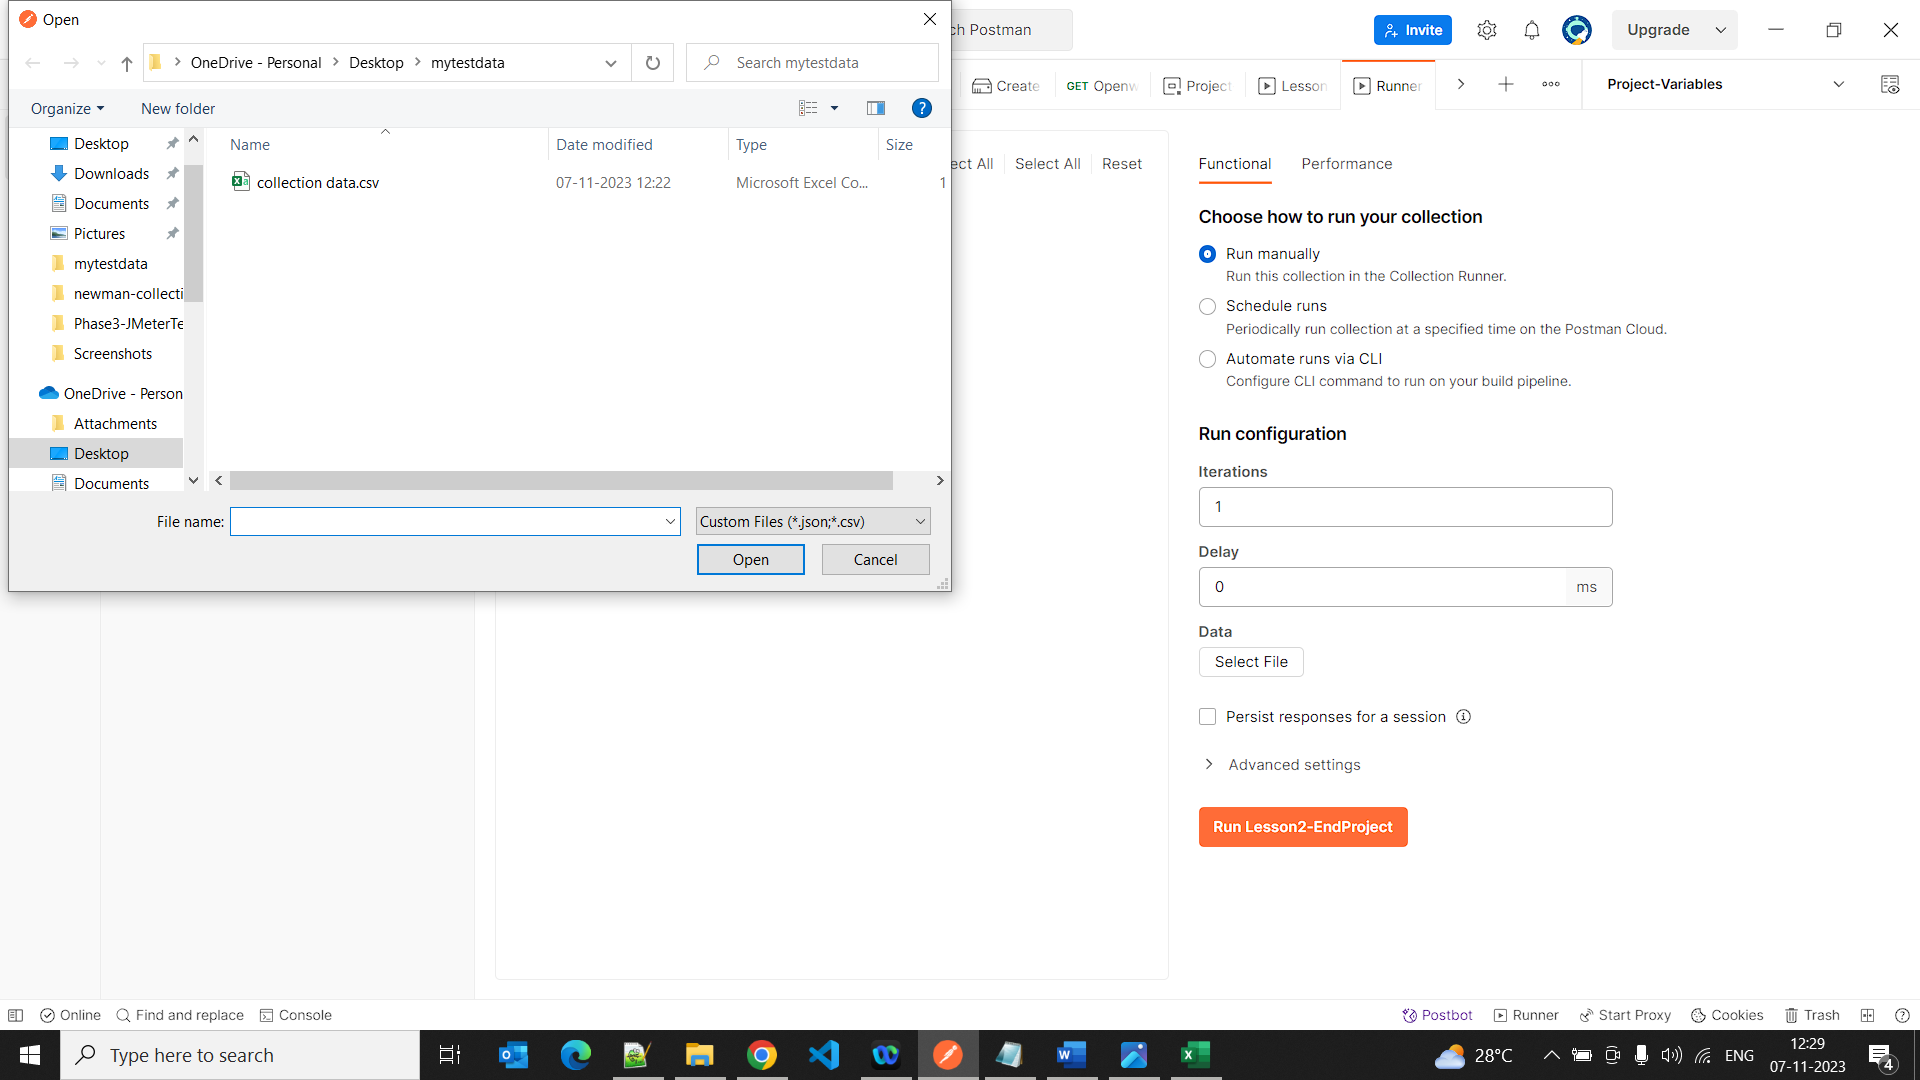 Open
OneDrive - Personal
Desktop
mytestdata
Search mytestdata
Organize
New folder
Name
Date modified
Type
Size
Desktop
Downloads
Documents
Pictures
mytestdata
newman-collecti
Phase3-JMeterTe
Screenshots
OneDrive - Person
Attachments
Desktop
Documents
collection data.csv
07-11-2023 12:22
Microsoft Excel Co...
1
File name:
Custom Files (*.json;*.csv)
Open
Cancel
ch Postman
Invite
Upgrade
Create
GET Openw
Project
Lesson
Runner
Project-Variables
ect All
Select All
Reset
Functional
Performance
Choose how to run your collection
Run manually
Run this collection in the Collection Runner.
Schedule runs
Periodically run collection at a specified time on the Postman Cloud.
Automate runs via CLI
Configure CLI command to run on your build pipeline.
Run configuration
Iterations
1
Delay
0
ms
Data
Select File
Persist responses for a session
Advanced settings
Run Lesson2-EndProject
Online
Find and replace
Console
Postbot
Runner
Start Proxy
Cookies
Trash
Type here to search
28°C
ENG
12:29
07-11-2023
4